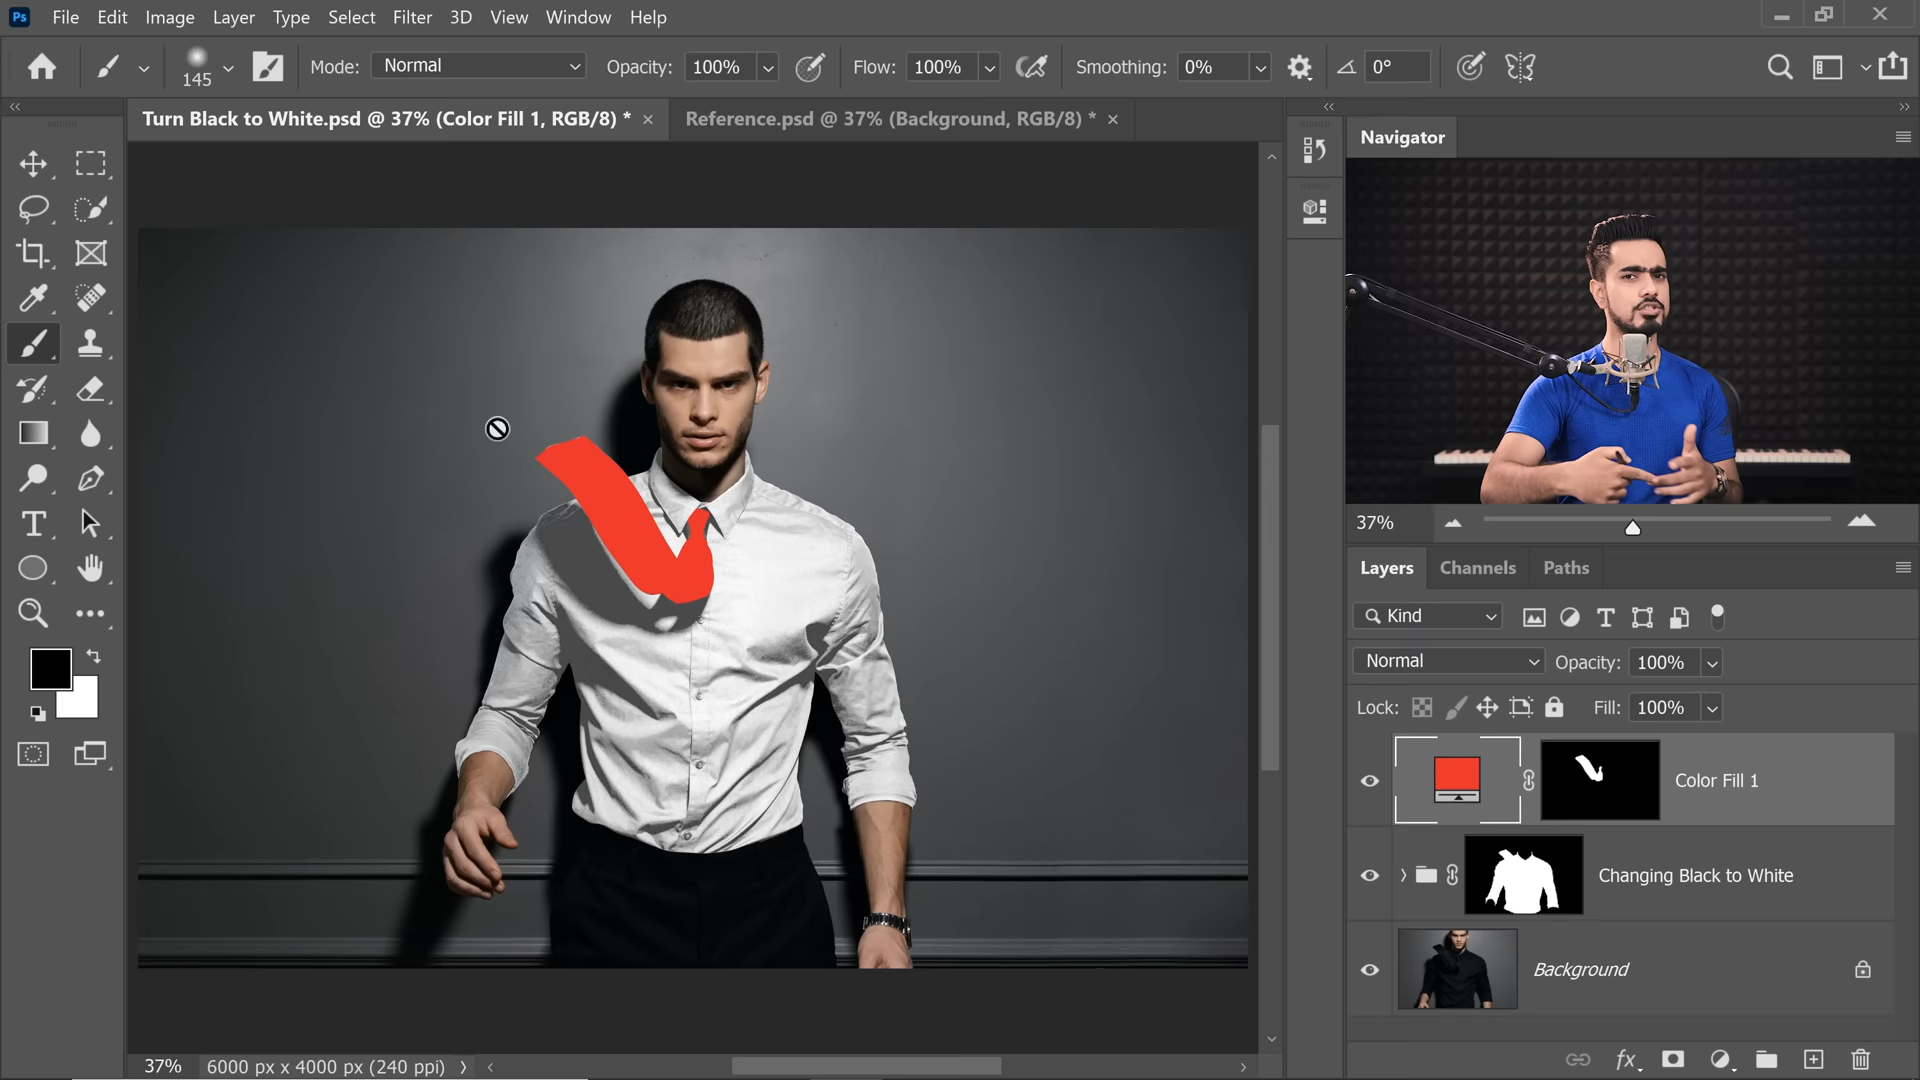 Ps File Edit Image Layer Type Select Filter 3D View Window Help
145 Mode: Normal Opacity: 100% Flow: 100% Smoothing: 0% 0°
Turn Black to White.psd @ 37% (Color Fill 1, RGB/8) * Reference.psd @ 37% (Background, RGB/8) *
Navigator
37%
Layers Channels Paths
Kind
Normal Opacity: 100%
Lock: Fill: 100%
Color Fill 1
Changing Black to White
Background
fx
37% 6000 px x 4000 px (240 ppi)